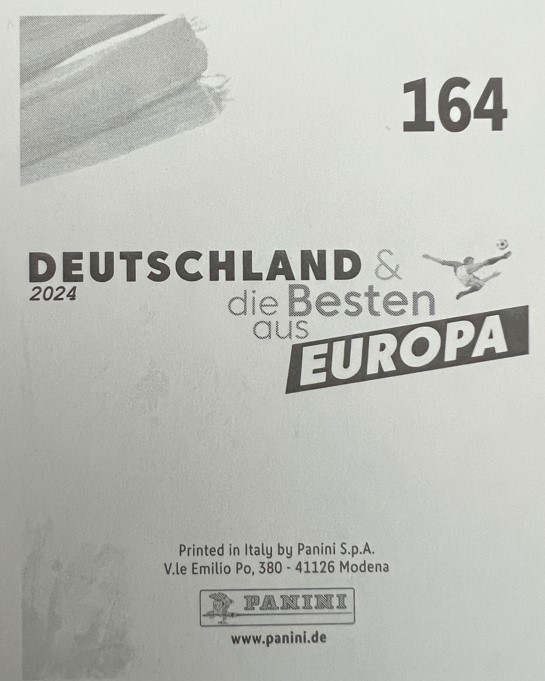 164
DEUTSCHLAND &
2024
die Besten
aus
EUROPA
Printed in Italy by Panini S.p.A.
V.le Emilio Po, 380 - 41126 Modena
PANINI
www.panini.de